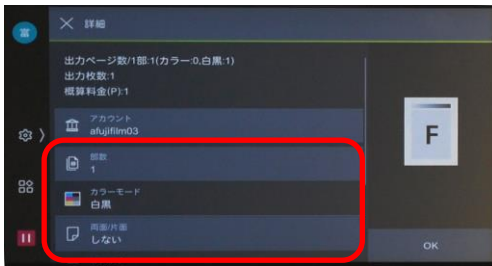 富
詳細
出力ページ数/1部:1(カラー:0,白黒:1)
出力枚数:1
概算料金(P):1
アカウント
afujifilm03
部数
1
カラーモード
白黒
両面/片面
しない
F
OK